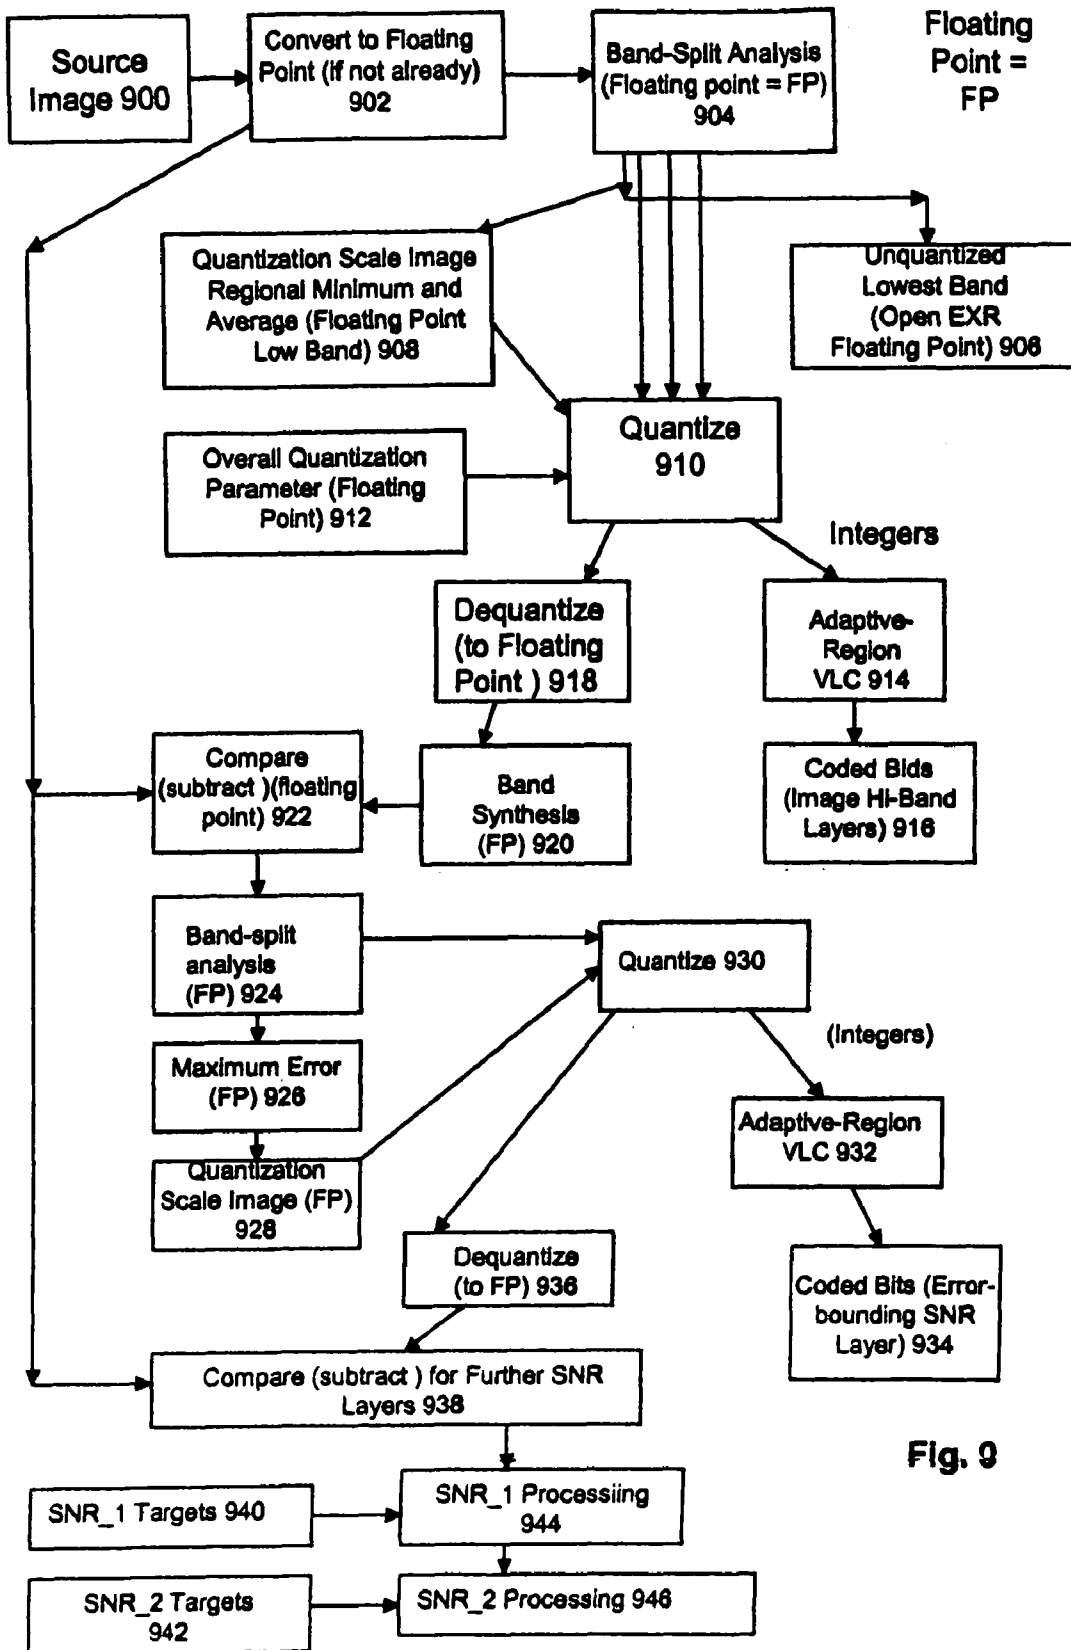 Source
Image 900
Convert to Floating
Point (If not already)
902
Band-Split Analysis
(Floating point = FP)
904
Floating
Point =
FP
Quantization Scale Image
Regional Minimum and
Average (Floating Point
Low Band) 908
Unquantized
Lowest Band
(Open EXR
Floating Point) 906
Quantize
910
Overall Quantization
Parameter (Floating
Point) 912
Integers
Dequantize
(to Floating
Point ) 918
Adaptive-
Region
VLC 914
Compare
(subtract )(floating
point) 922
Band
Synthesis
(FP) 920
Coded Bids
(Image Hi-Band
Layers) 916
Band-split
analysis
(FP) 924
Quantize 930
(Integers)
Maximum Error
(FP) 926
Adaptive-Region
VLC 932
Quantization
Scale Image (FP)
928
Dequantize
(to FP) 936
Coded Bits (Error-
bounding SNR
Layer) 934
Compare (subtract ) for Further SNR
Layers 938
Fig. 9
SNR_1 Targets 940
SNR_1 Processiing
944
SNR_2 Targets
942
SNR_2 Processing 946